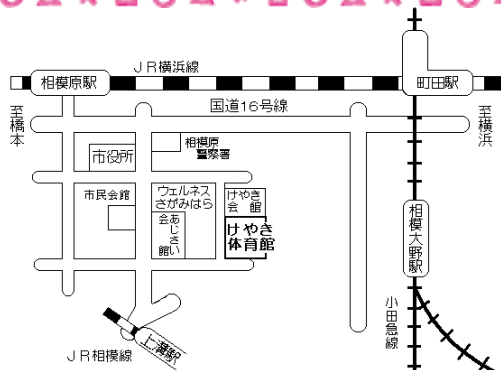 JR横浜線
相模原駅
町田駅
至橋本
国道16号線
至横浜
市役所
相模原
警察署
市民会館
ウェルネス
さがみはら
あじさい
会館
けやき
会館
けやき
体育館
相模大野駅
小田急線
上溝駅
JR相模線